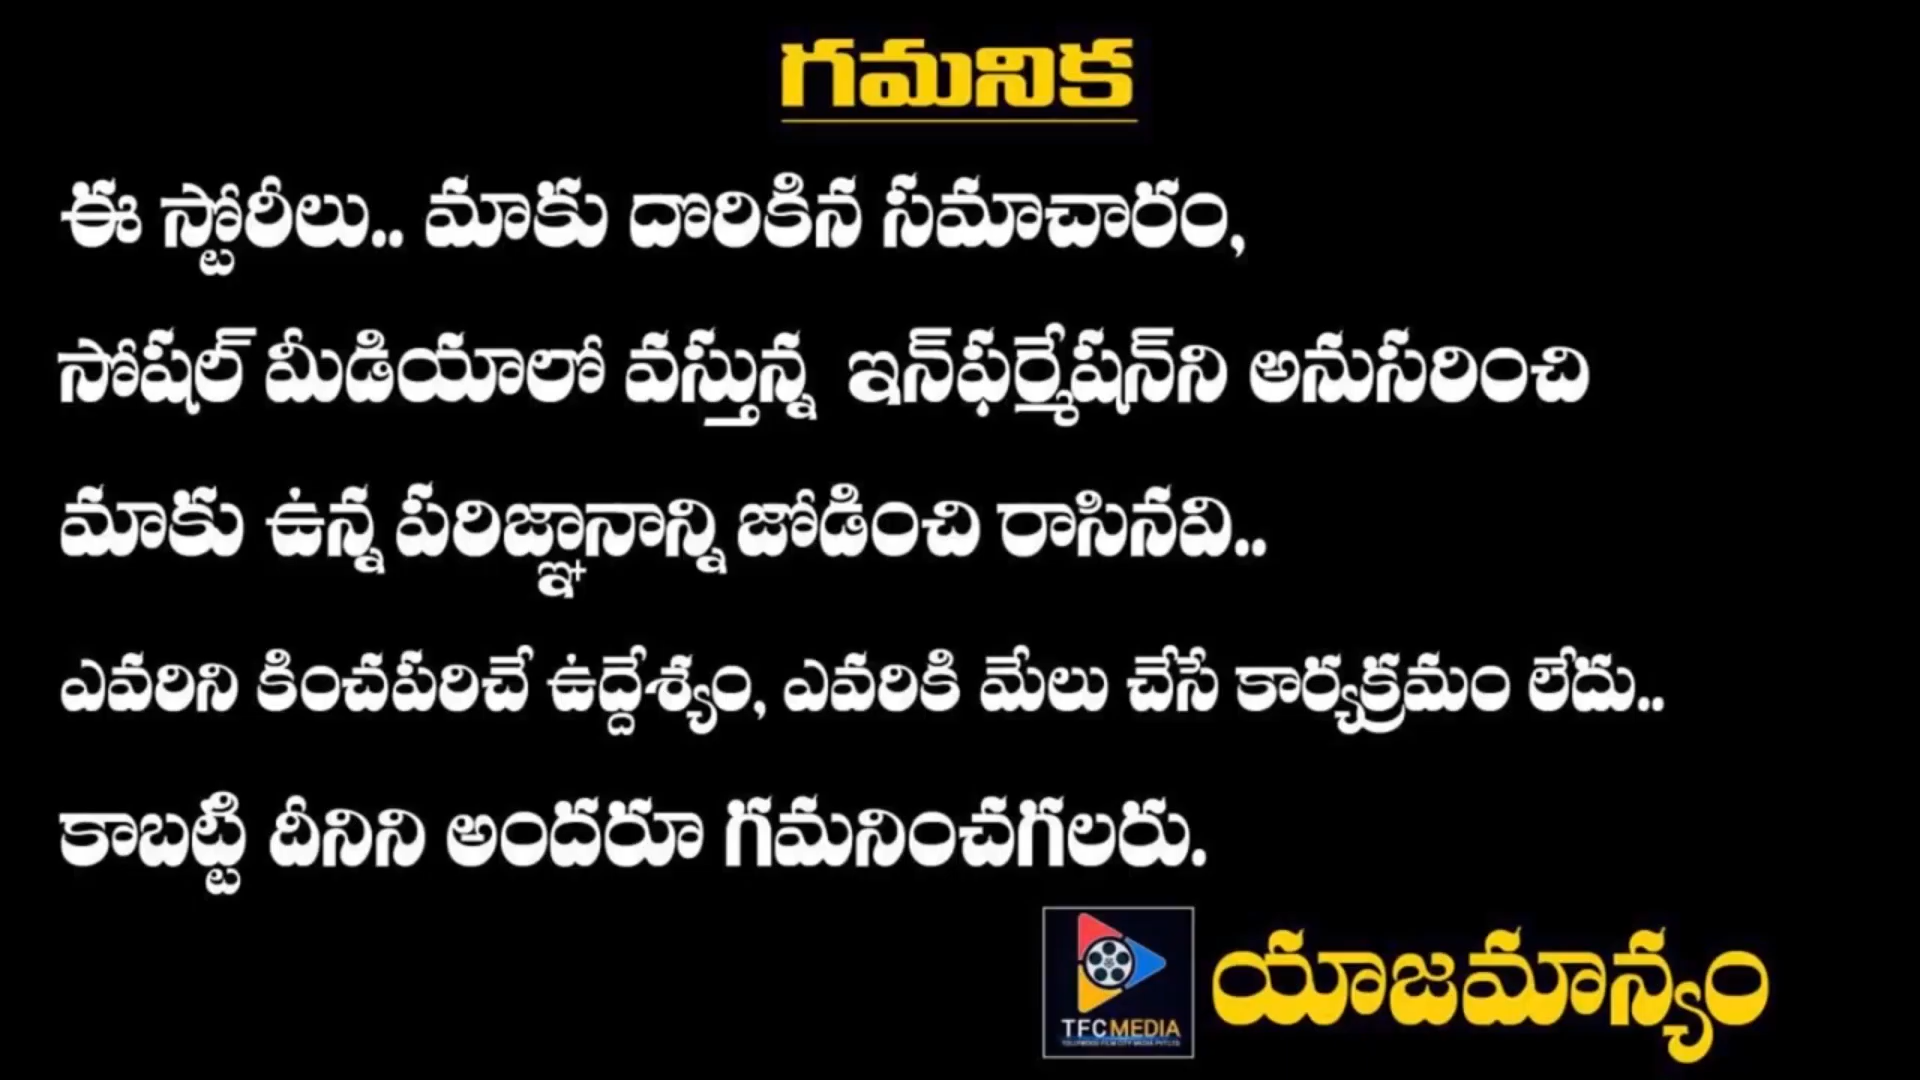 గమనిక
ఈ స్టోరీలు.. మాకు దొరికిన సమాచారం,
సోషల్ మీడియాలో వస్తున్న ఇన్‌ఫర్మేషన్‌ని అనుసరించి
మాకు ఉన్న పరిజ్ఞానాన్ని జోడించి రాసినవి..
ఎవరిని కించపరిచే ఉద్దేశ్యం, ఎవరికి మేలు చేసే కార్యక్రమం లేదు..
కాబట్టి దీనిని అందరూ గమనించగలరు.
యాజమాన్యం
TFC MEDIA